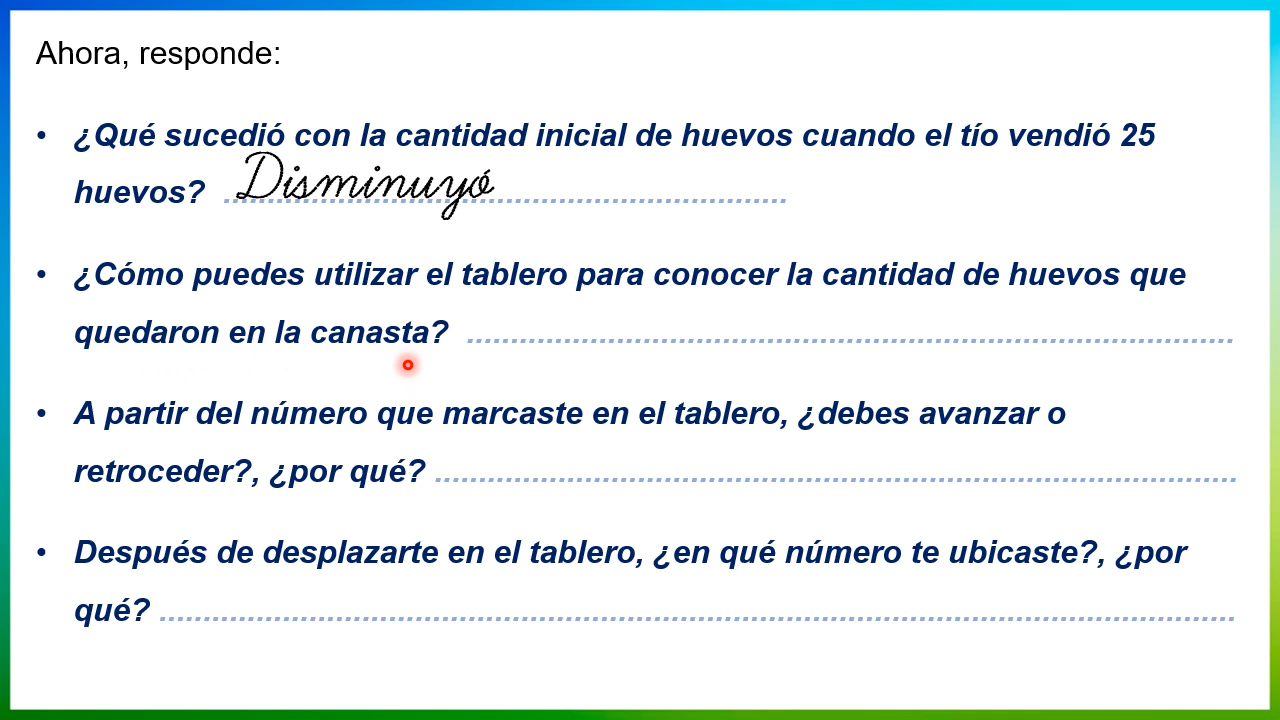 Ahora, responde:
• ¿Qué sucedió con la cantidad inicial de huevos cuando el tío vendió 25
huevos? Disminuyó ........................................
• ¿Cómo puedes utilizar el tablero para conocer la cantidad de huevos que
quedaron en la canasta? ........................................
• A partir del número que marcaste en el tablero, ¿debes avanzar o
retroceder?, ¿por qué? ........................................
• Después de desplazarte en el tablero, ¿en qué número te ubicaste?, ¿por
qué? ........................................